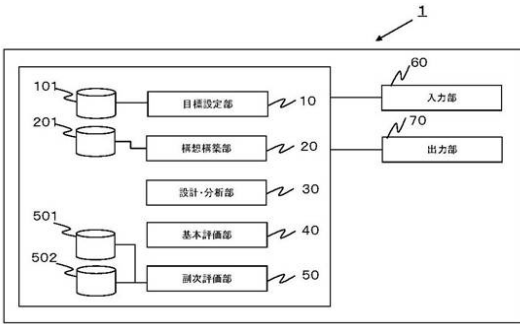 1
101
目標設定部
10
60
入力部
201
構想構築部
20
70
出力部
設計・分析部
30
501
基本評価部
40
502
副次評価部
50